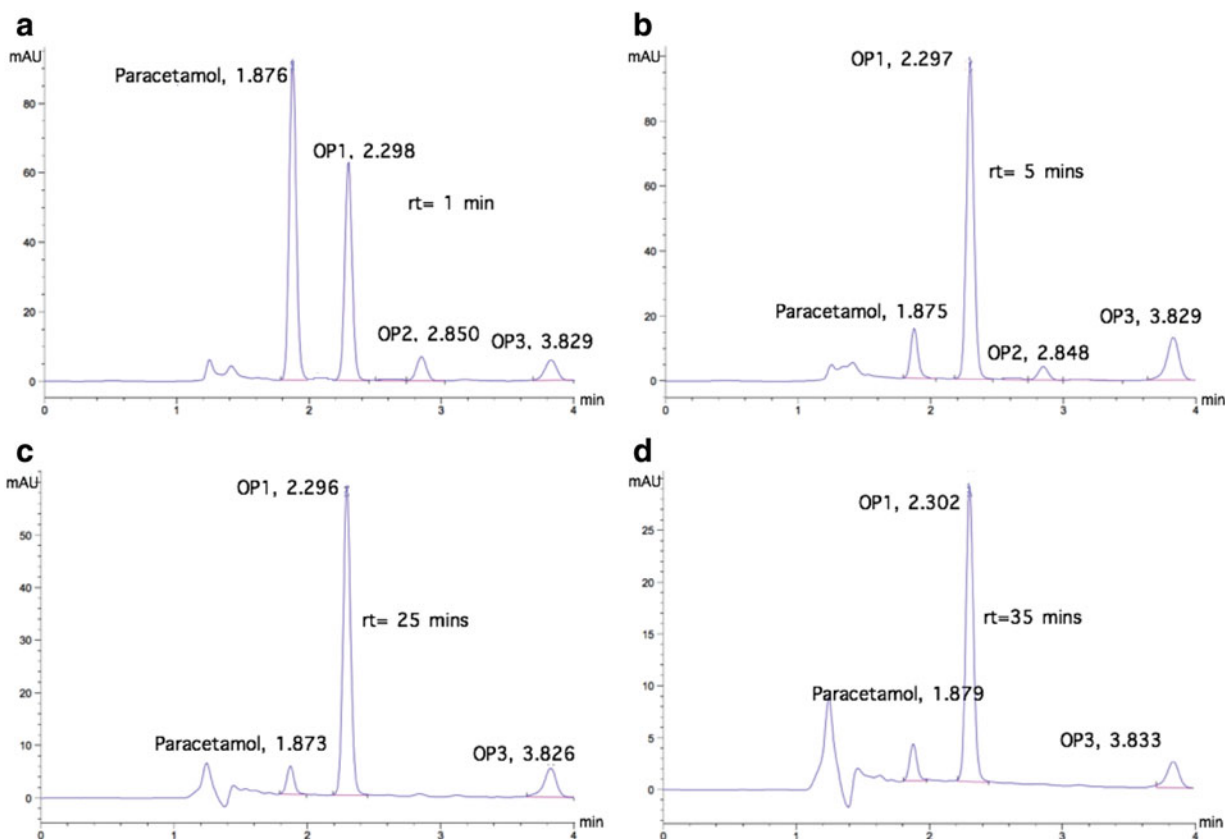 a
mAU
Paracetamol, 1.876
OP1, 2.298
rt= 1 min
OP2, 2.850
OP3, 3.829
80
60
40
20
0
0 1 2 3 4 min
b
mAU
OP1, 2.297
rt= 5 mins
Paracetamol, 1.875
OP2, 2.848
OP3, 3.829
80
60
40
20
0
0 1 2 3 4 min
c
mAU
OP1, 2.296
rt= 25 mins
Paracetamol, 1.873
OP3, 3.826
50
40
30
20
10
0
0 1 2 3 4 min
d
mAU
OP1, 2.302
rt=35 mins
Paracetamol, 1.879
OP3, 3.833
25
20
15
10
5
0
0 1 2 3 4 min